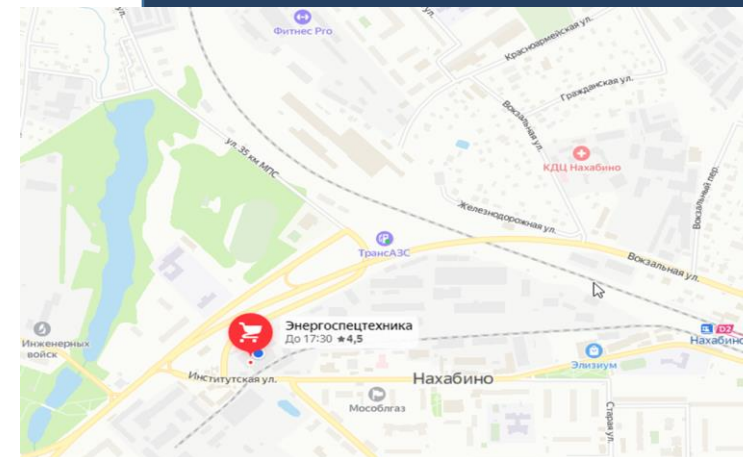 Фитнес Pro
Красноармейская ул.
Гражданская ул.
Вокзальная ул.
КДЦ Нахабино
ул. 35 км МПС
Вокзальный пер.
Железнодорожная ул.
ТрансАЗС
Вокзальная ул.
Энергоспецтехника
До 17:30 ★4,5
D2
Нахабино
Инженерных
войск
Элизиум
Институтская ул.
Нахабино
Мособлгаз
Старая ул.